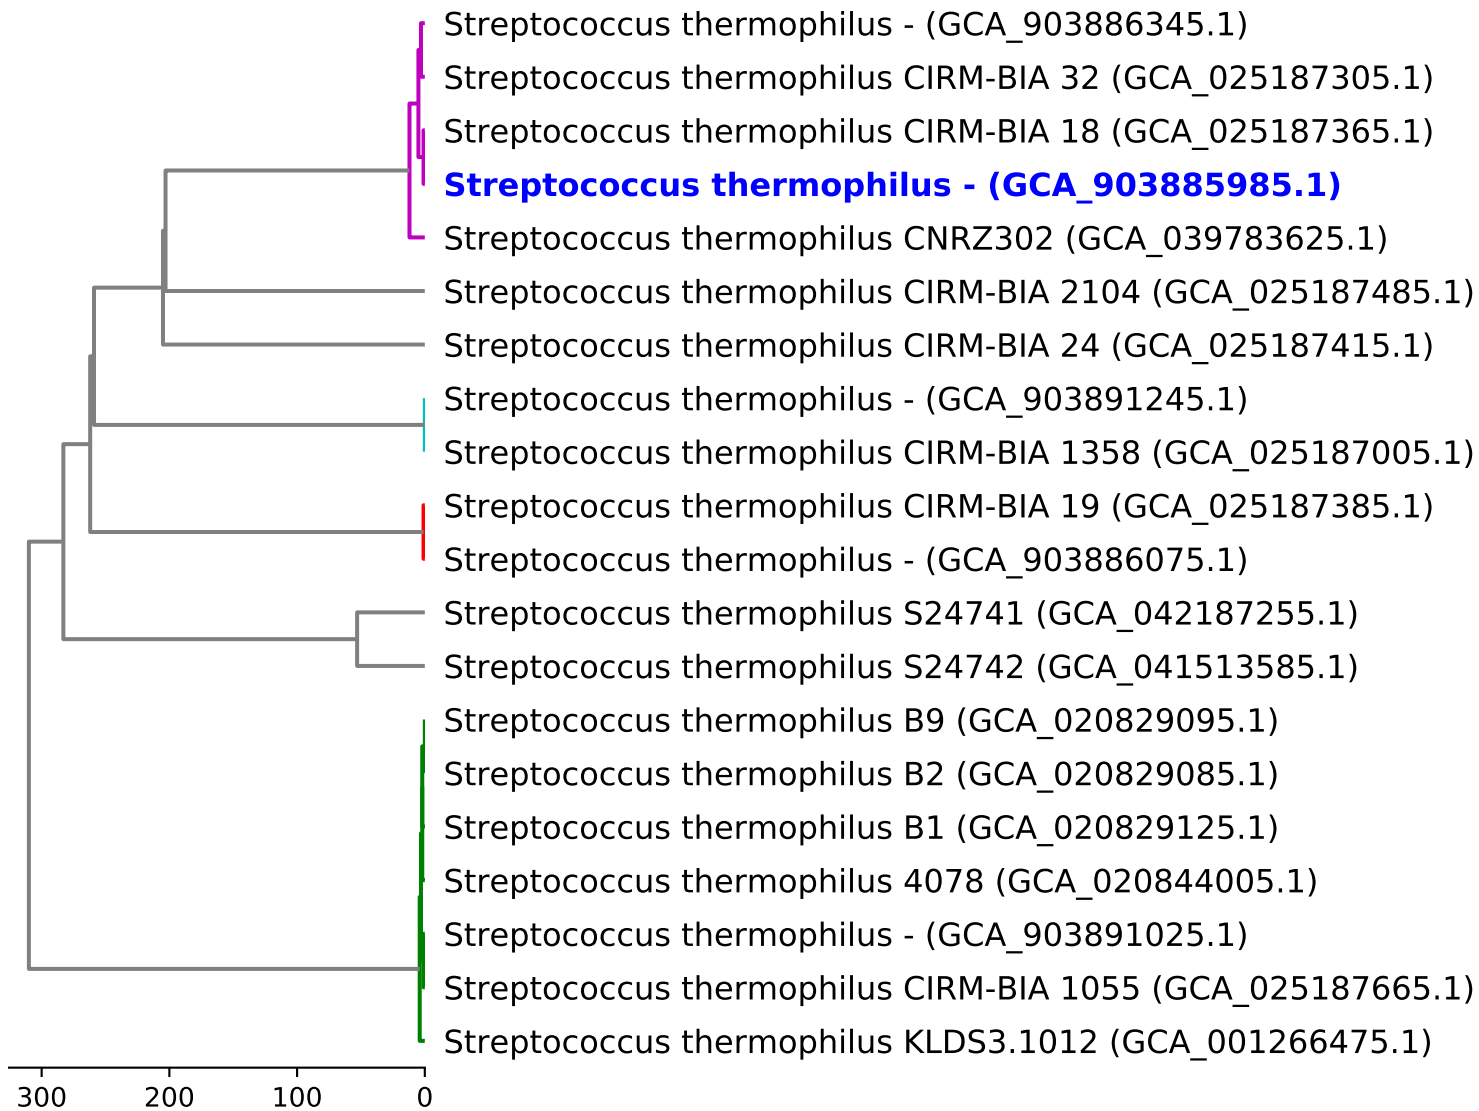 Streptococcus thermophilus - (GCA_903886345.1)
Streptococcus thermophilus CIRM-BIA 32 (GCA_025187305.1)
Streptococcus thermophilus CIRM-BIA 18 (GCA_025187365.1)
Streptococcus thermophilus - (GCA_903885985.1)
Streptococcus thermophilus CNRZ302 (GCA_039783625.1)
Streptococcus thermophilus CIRM-BIA 2104 (GCA_025187485.1)
Streptococcus thermophilus CIRM-BIA 24 (GCA_025187415.1)
Streptococcus thermophilus - (GCA_903891245.1)
Streptococcus thermophilus CIRM-BIA 1358 (GCA_025187005.1)
Streptococcus thermophilus CIRM-BIA 19 (GCA_025187385.1)
Streptococcus thermophilus - (GCA_903886075.1)
Streptococcus thermophilus S24741 (GCA_042187255.1)
Streptococcus thermophilus S24742 (GCA_041513585.1)
Streptococcus thermophilus B9 (GCA_020829095.1)
Streptococcus thermophilus B2 (GCA_020829085.1)
Streptococcus thermophilus B1 (GCA_020829125.1)
Streptococcus thermophilus 4078 (GCA_020844005.1)
Streptococcus thermophilus - (GCA_903891025.1)
Streptococcus thermophilus CIRM-BIA 1055 (GCA_025187665.1)
Streptococcus thermophilus KLDS3.1012 (GCA_001266475.1)
300 200 100 0